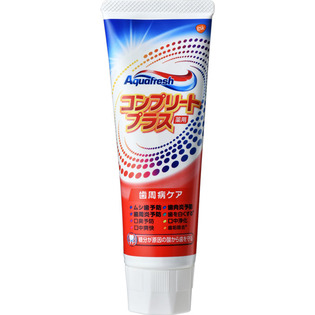 Aquafresh
コンプリート
プラス
薬用
歯周病ケア
ムシ歯予防
歯肉炎予防
歯周炎予防
歯を白くする
口臭予防
口中浄化
口中爽快